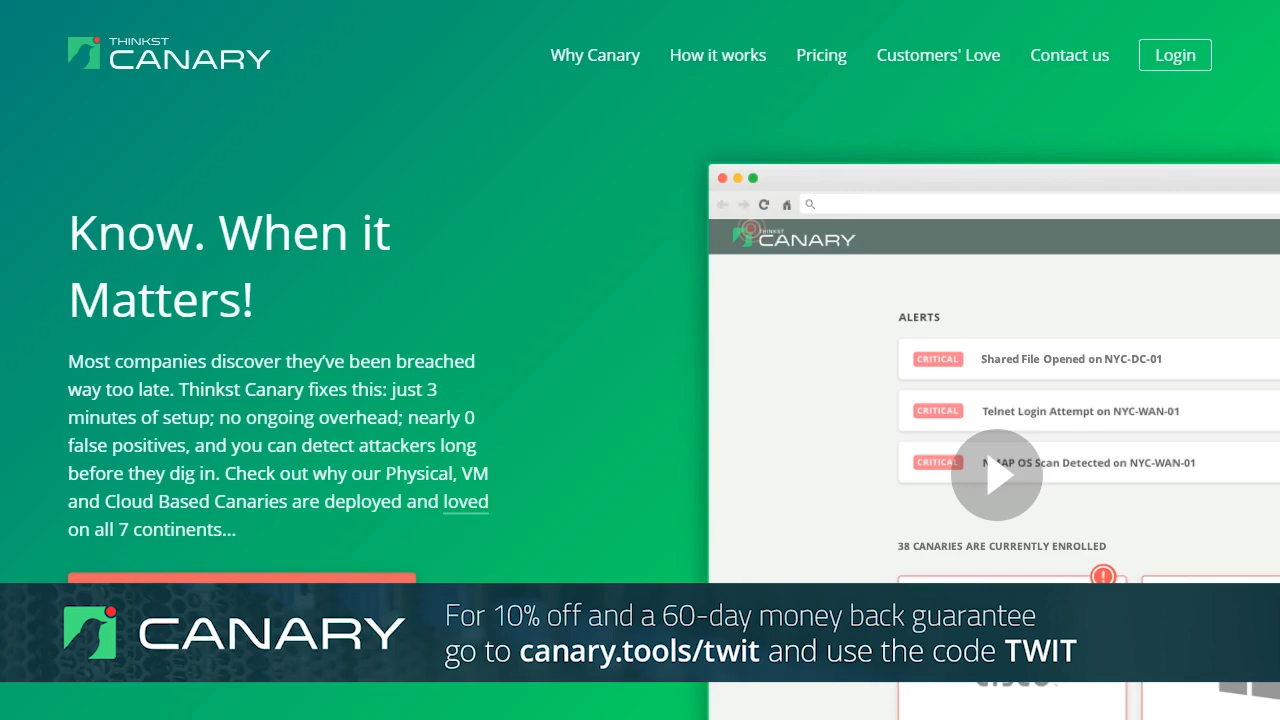 THINKST
CANARY
Why Canary
How it works
Pricing
Customers' Love
Contact us
Login
Know. When it
Matters!
Most companies discover they've been breached
way too late. Thinkst Canary fixes this: just 3
minutes of setup; no ongoing overhead; nearly 0
false positives, and you can detect attackers long
before they dig in. Check out why our Physical, VM
and Cloud Based Canaries are deployed and loved
on all 7 continents...
THINKST
CANARY
ALERTS
CRITICAL Shared File Opened on NYC-DC-01
CRITICAL Telnet Login Attempt on NYC-WAN-01
CRITICAL NMAP OS Scan Detected on NYC-WAN-01
38 CANARIES ARE CURRENTLY ENROLLED
CANARY
For 10% off and a 60-day money back guarantee
go to canary.tools/twit and use the code TWIT